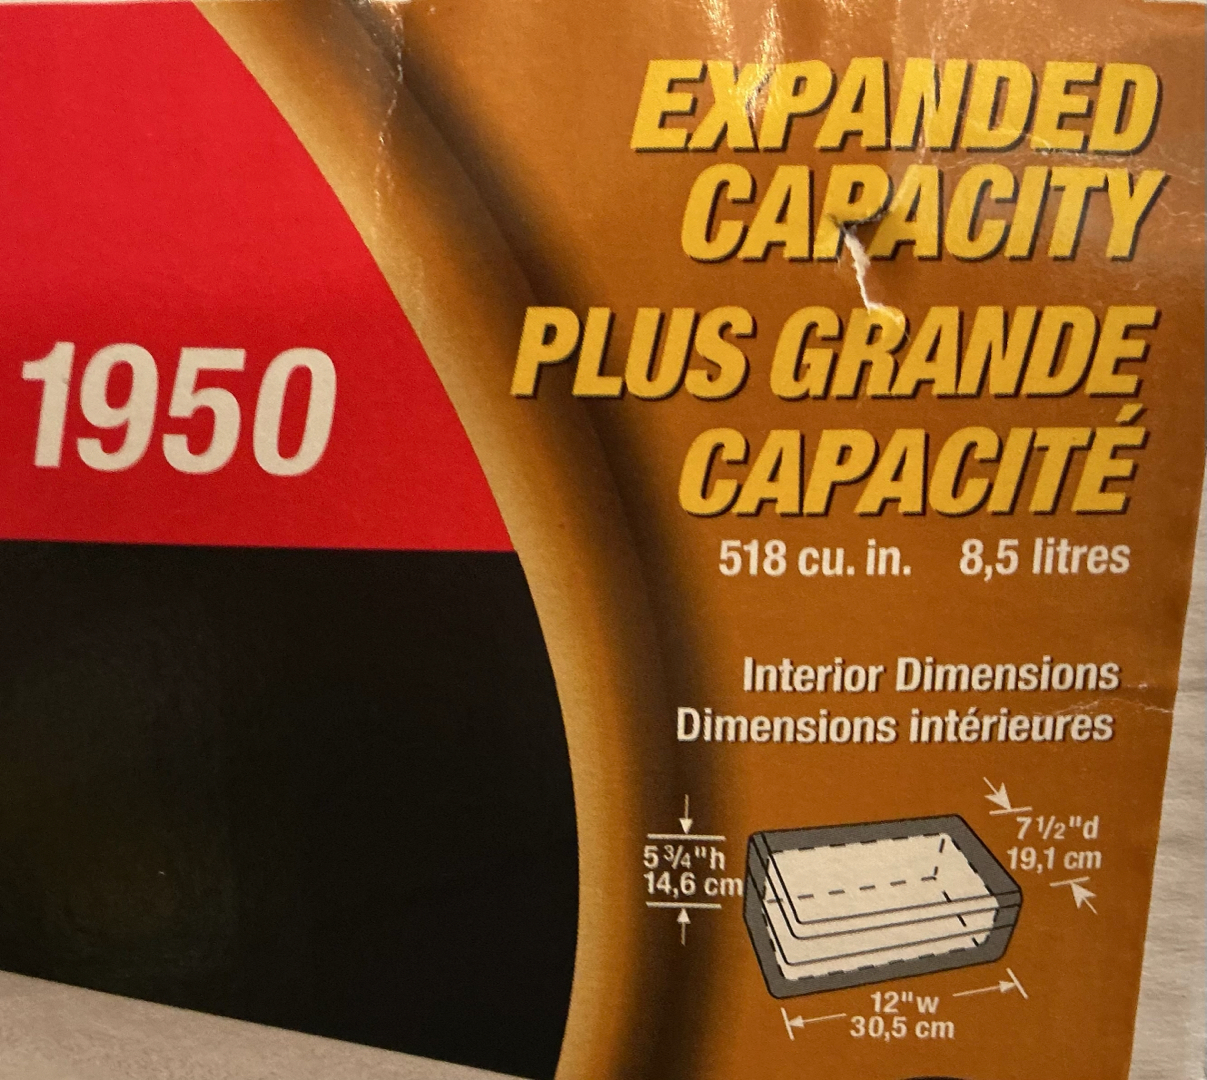 EXPANDED
CAPACITY
PLUS GRANDE
CAPACITÉ
518 cu. in. 8,5 litres
1950
Interior Dimensions
Dimensions intérieures
5 3/4"h
14,6 cm
7 1/2"d
19,1 cm
12"w
30,5 cm